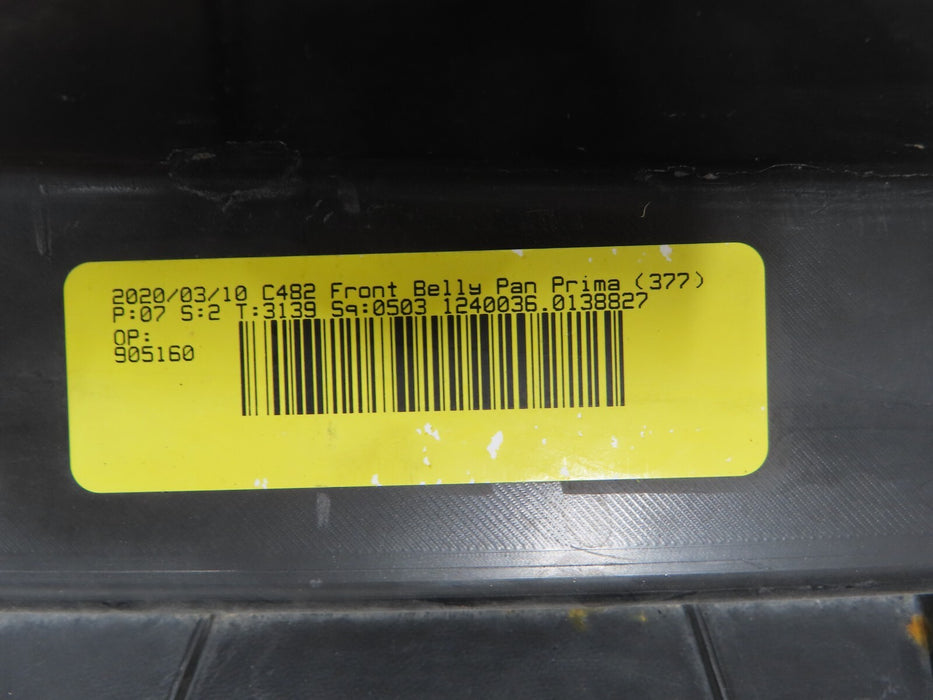 2020/03/10 C482 Front Belly Pan Prima (377)
P:07 S:2 T:3139 Sq:0503 1240036.0138827
OP:
905160